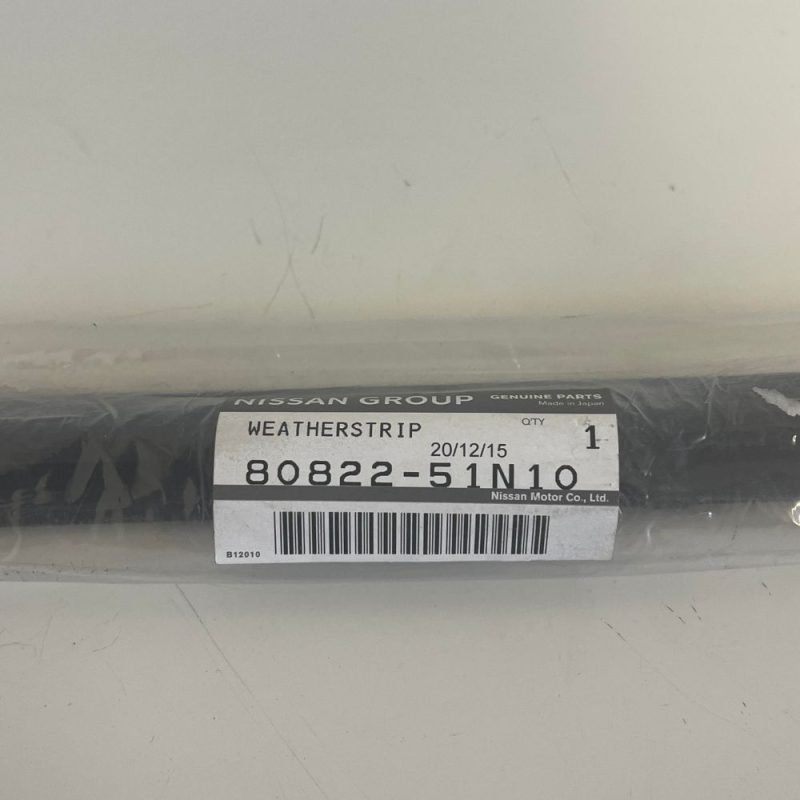 NISSAN GROUP GENUINE PARTS
Made in Japan
WEATHERSTRIP Q'TY 1
20/12/15
80822-51N10
Nissan Motor Co., Ltd.
B12010